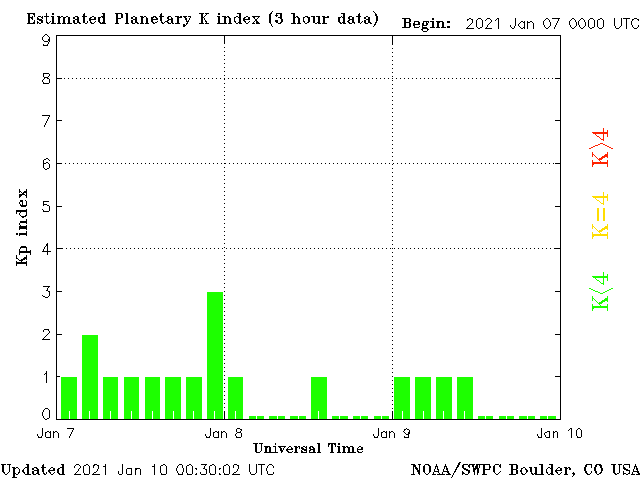 Estimated Planetary K index (3 hour data)
Begin: 2021 Jan 07 0000 UTC
9
8
7
6
5
4
3
2
1
0
Kp index
K>4
K=4
K<4
Jan 7
Jan 8
Jan 9
Jan 10
Universal Time
Updated 2021 Jan 10 00:30:02 UTC
NOAA/SWPC Boulder, CO USA